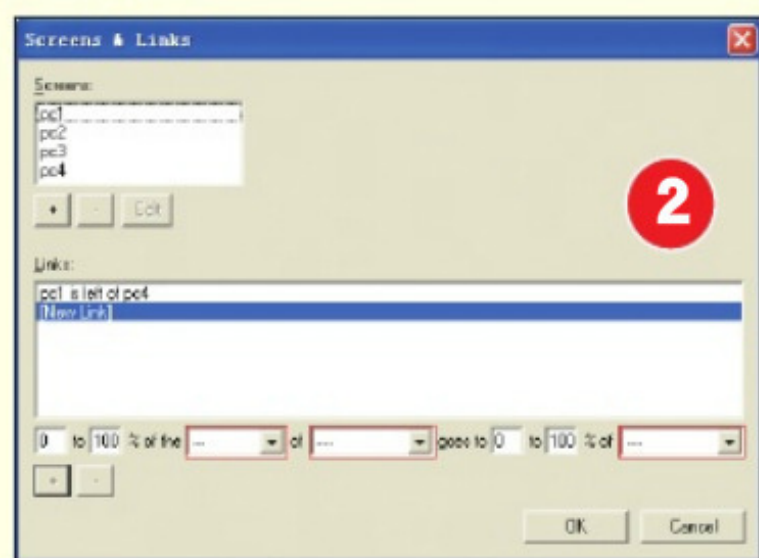 Screens & Links
Screens:
pc1
pc2
pc3
pc4
+ - Edit
2
Links:
pc1 is left of pc4
[New Link]
0 to 100 % of the --- of --- goes to 0 to 100 % of ---
+ -
OK Cancel